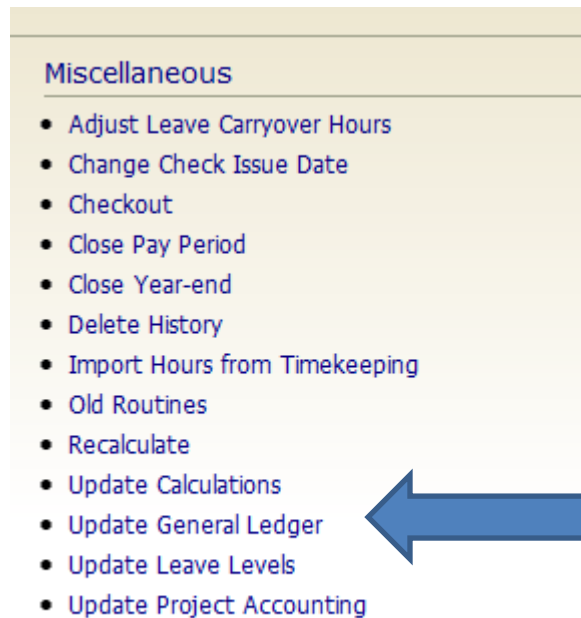 Miscellaneous
• Adjust Leave Carryover Hours
• Change Check Issue Date
• Checkout
• Close Pay Period
• Close Year-end
• Delete History
• Import Hours from Timekeeping
• Old Routines
• Recalculate
• Update Calculations
• Update General Ledger
• Update Leave Levels
• Update Project Accounting